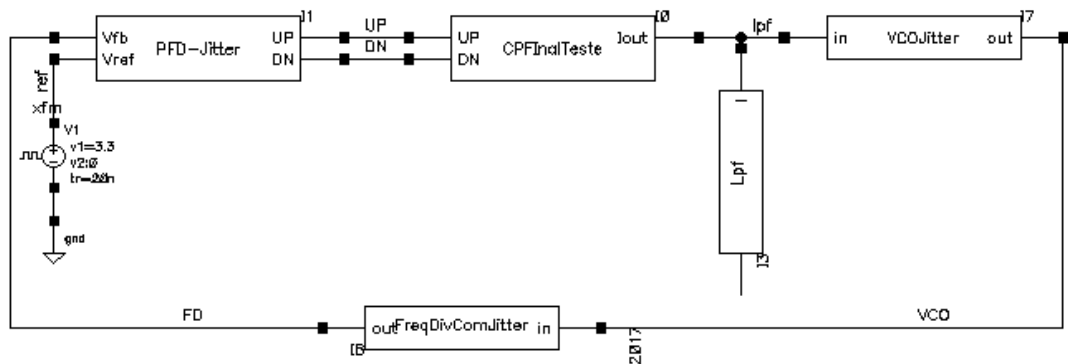 I1
Vfb
Vref
PFD-Jitter
UP
DN
UP
DN
I0
UP
DN
CPFInalTeste
Iout
lpf
I7
in
VCOJitter
out
ref
xfm
V1
v1=3.3
v2:0
tr=20n
gnd
I
Lpf
I3
FD
out
FreqDivComJitter
in
I6
2017
VCO